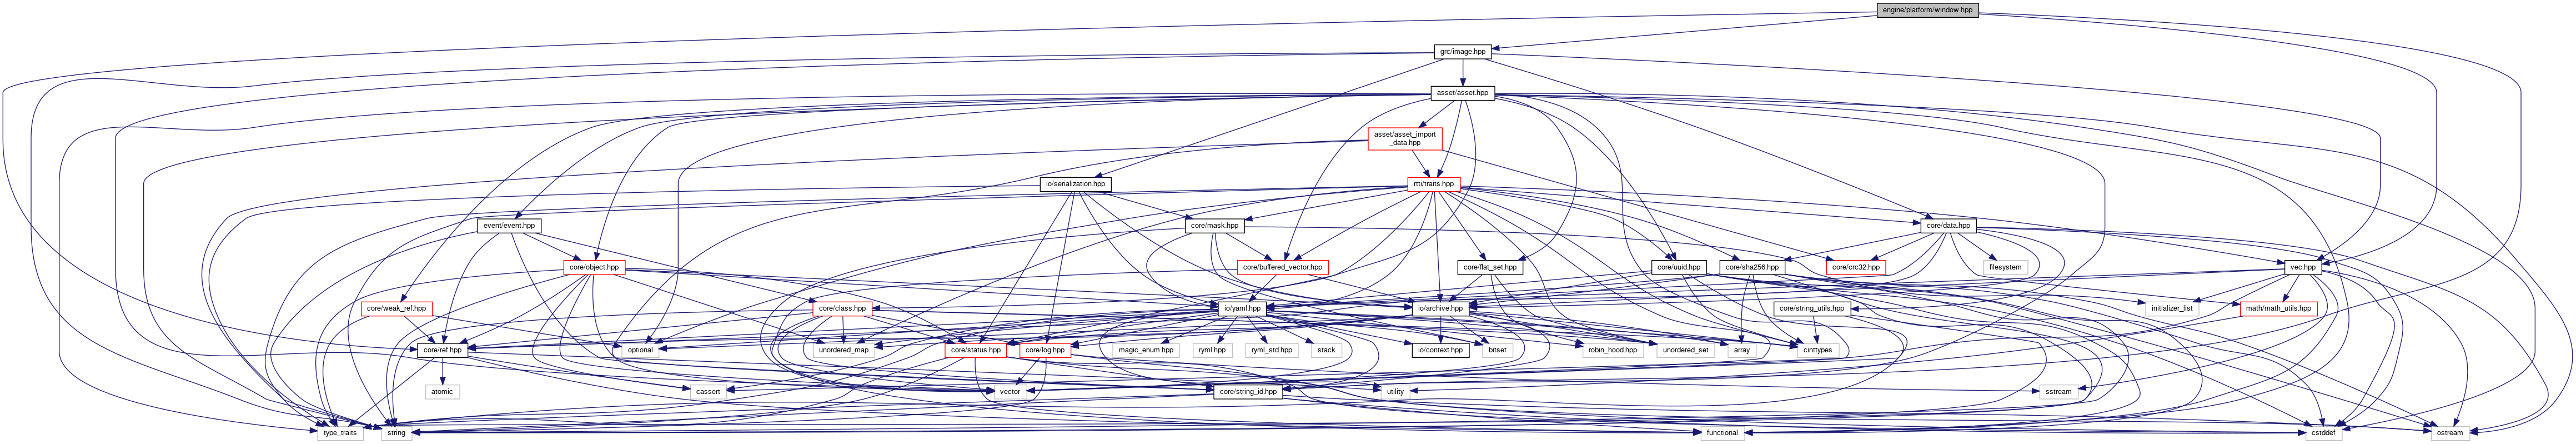 engine/platform/window.hpp
grc/image.hpp
asset/asset.hpp
asset/asset_import
_data.hpp
io/serialization.hpp
rtti/traits.hpp
event/event.hpp
core/mask.hpp
core/data.hpp
core/object.hpp
core/buffered_vector.hpp
core/flat_set.hpp
core/uuid.hpp
core/sha256.hpp
core/crc32.hpp
filesystem
vec.hpp
core/weak_ref.hpp
core/class.hpp
io/yaml.hpp
io/archive.hpp
core/string_utils.hpp
initializer_list
math/math_utils.hpp
core/ref.hpp
optional
unordered_map
core/status.hpp
core/log.hpp
magic_enum.hpp
ryml.hpp
ryml_std.hpp
stack
io/context.hpp
bitset
robin_hood.hpp
unordered_set
array
cinttypes
atomic
cassert
vector
core/string_id.hpp
utility
sstream
type_traits
string
functional
cstddef
ostream